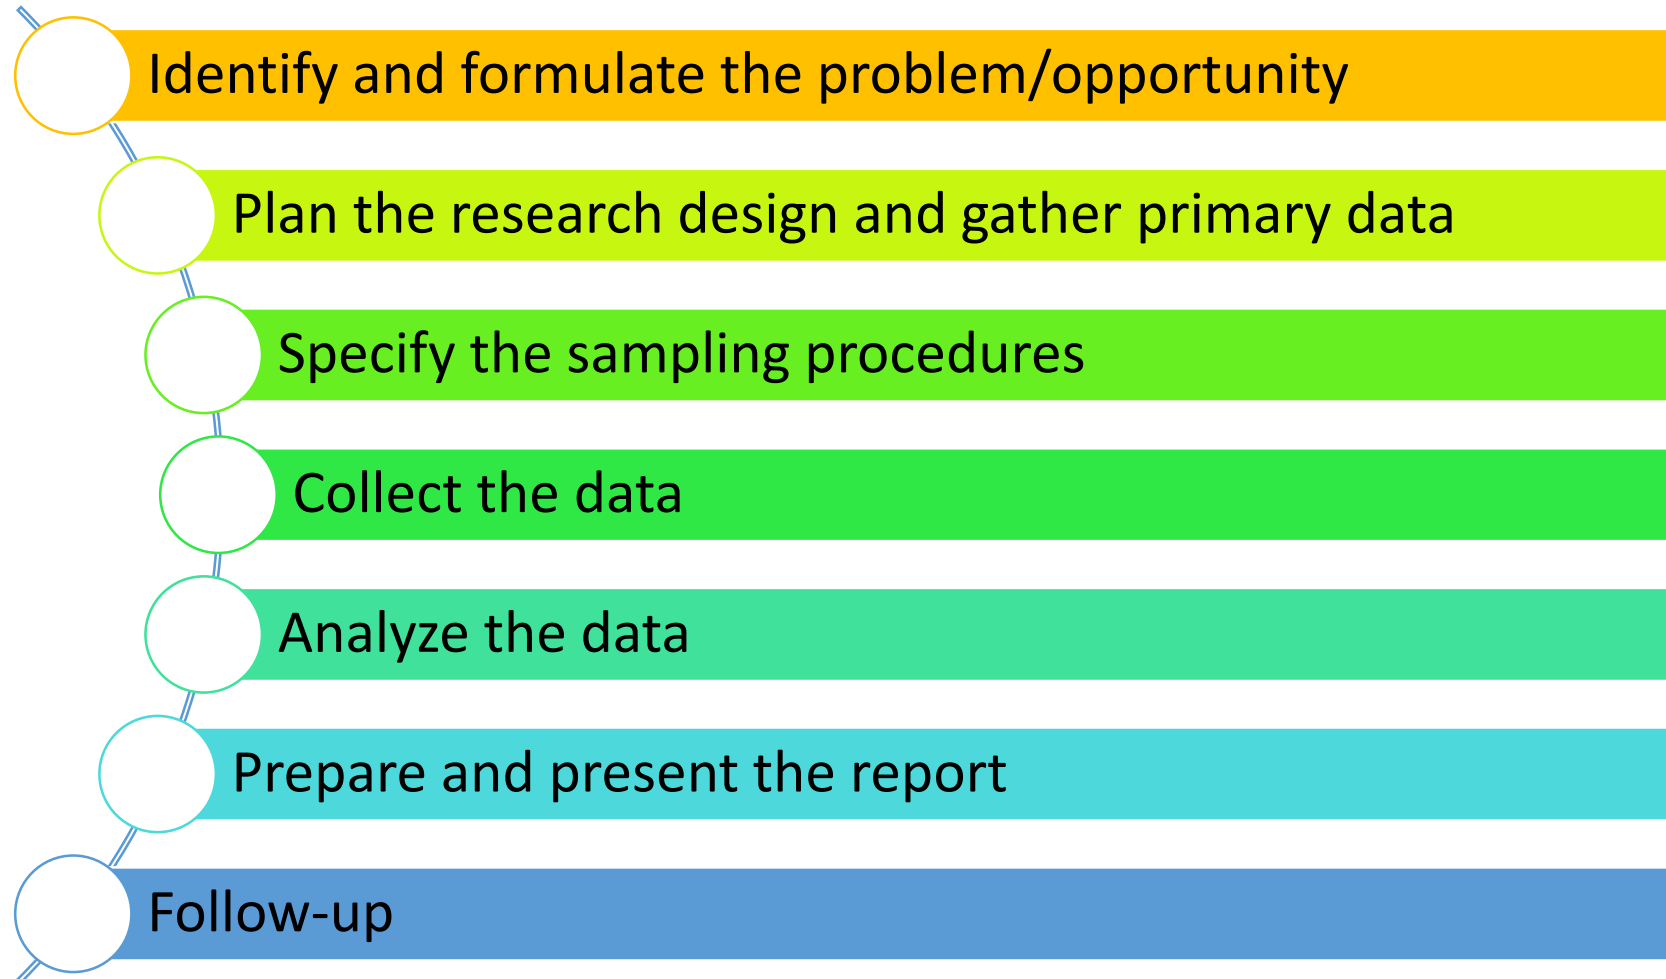 Identify and formulate the problem/opportunity
Plan the research design and gather primary data
Specify the sampling procedures
Collect the data
Analyze the data
Prepare and present the report
Follow-up